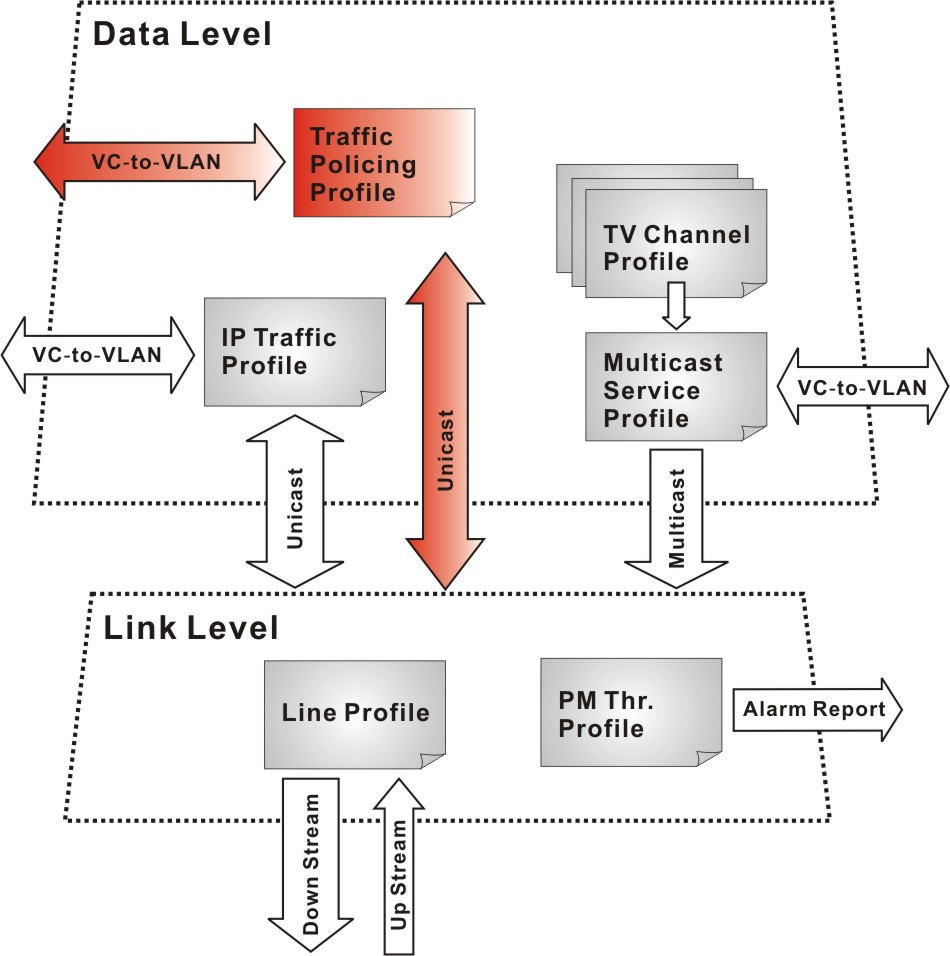 Data Level
VC-to-VLAN
Traffic
Policing
Profile
TV Channel
Profile
VC-to-VLAN
IP Traffic
Profile
Multicast
Service
Profile
VC-to-VLAN
Unicast
Unicast
Multicast
Link Level
Line Profile
PM Thr.
Profile
Alarm Report
Down Stream
Up Stream